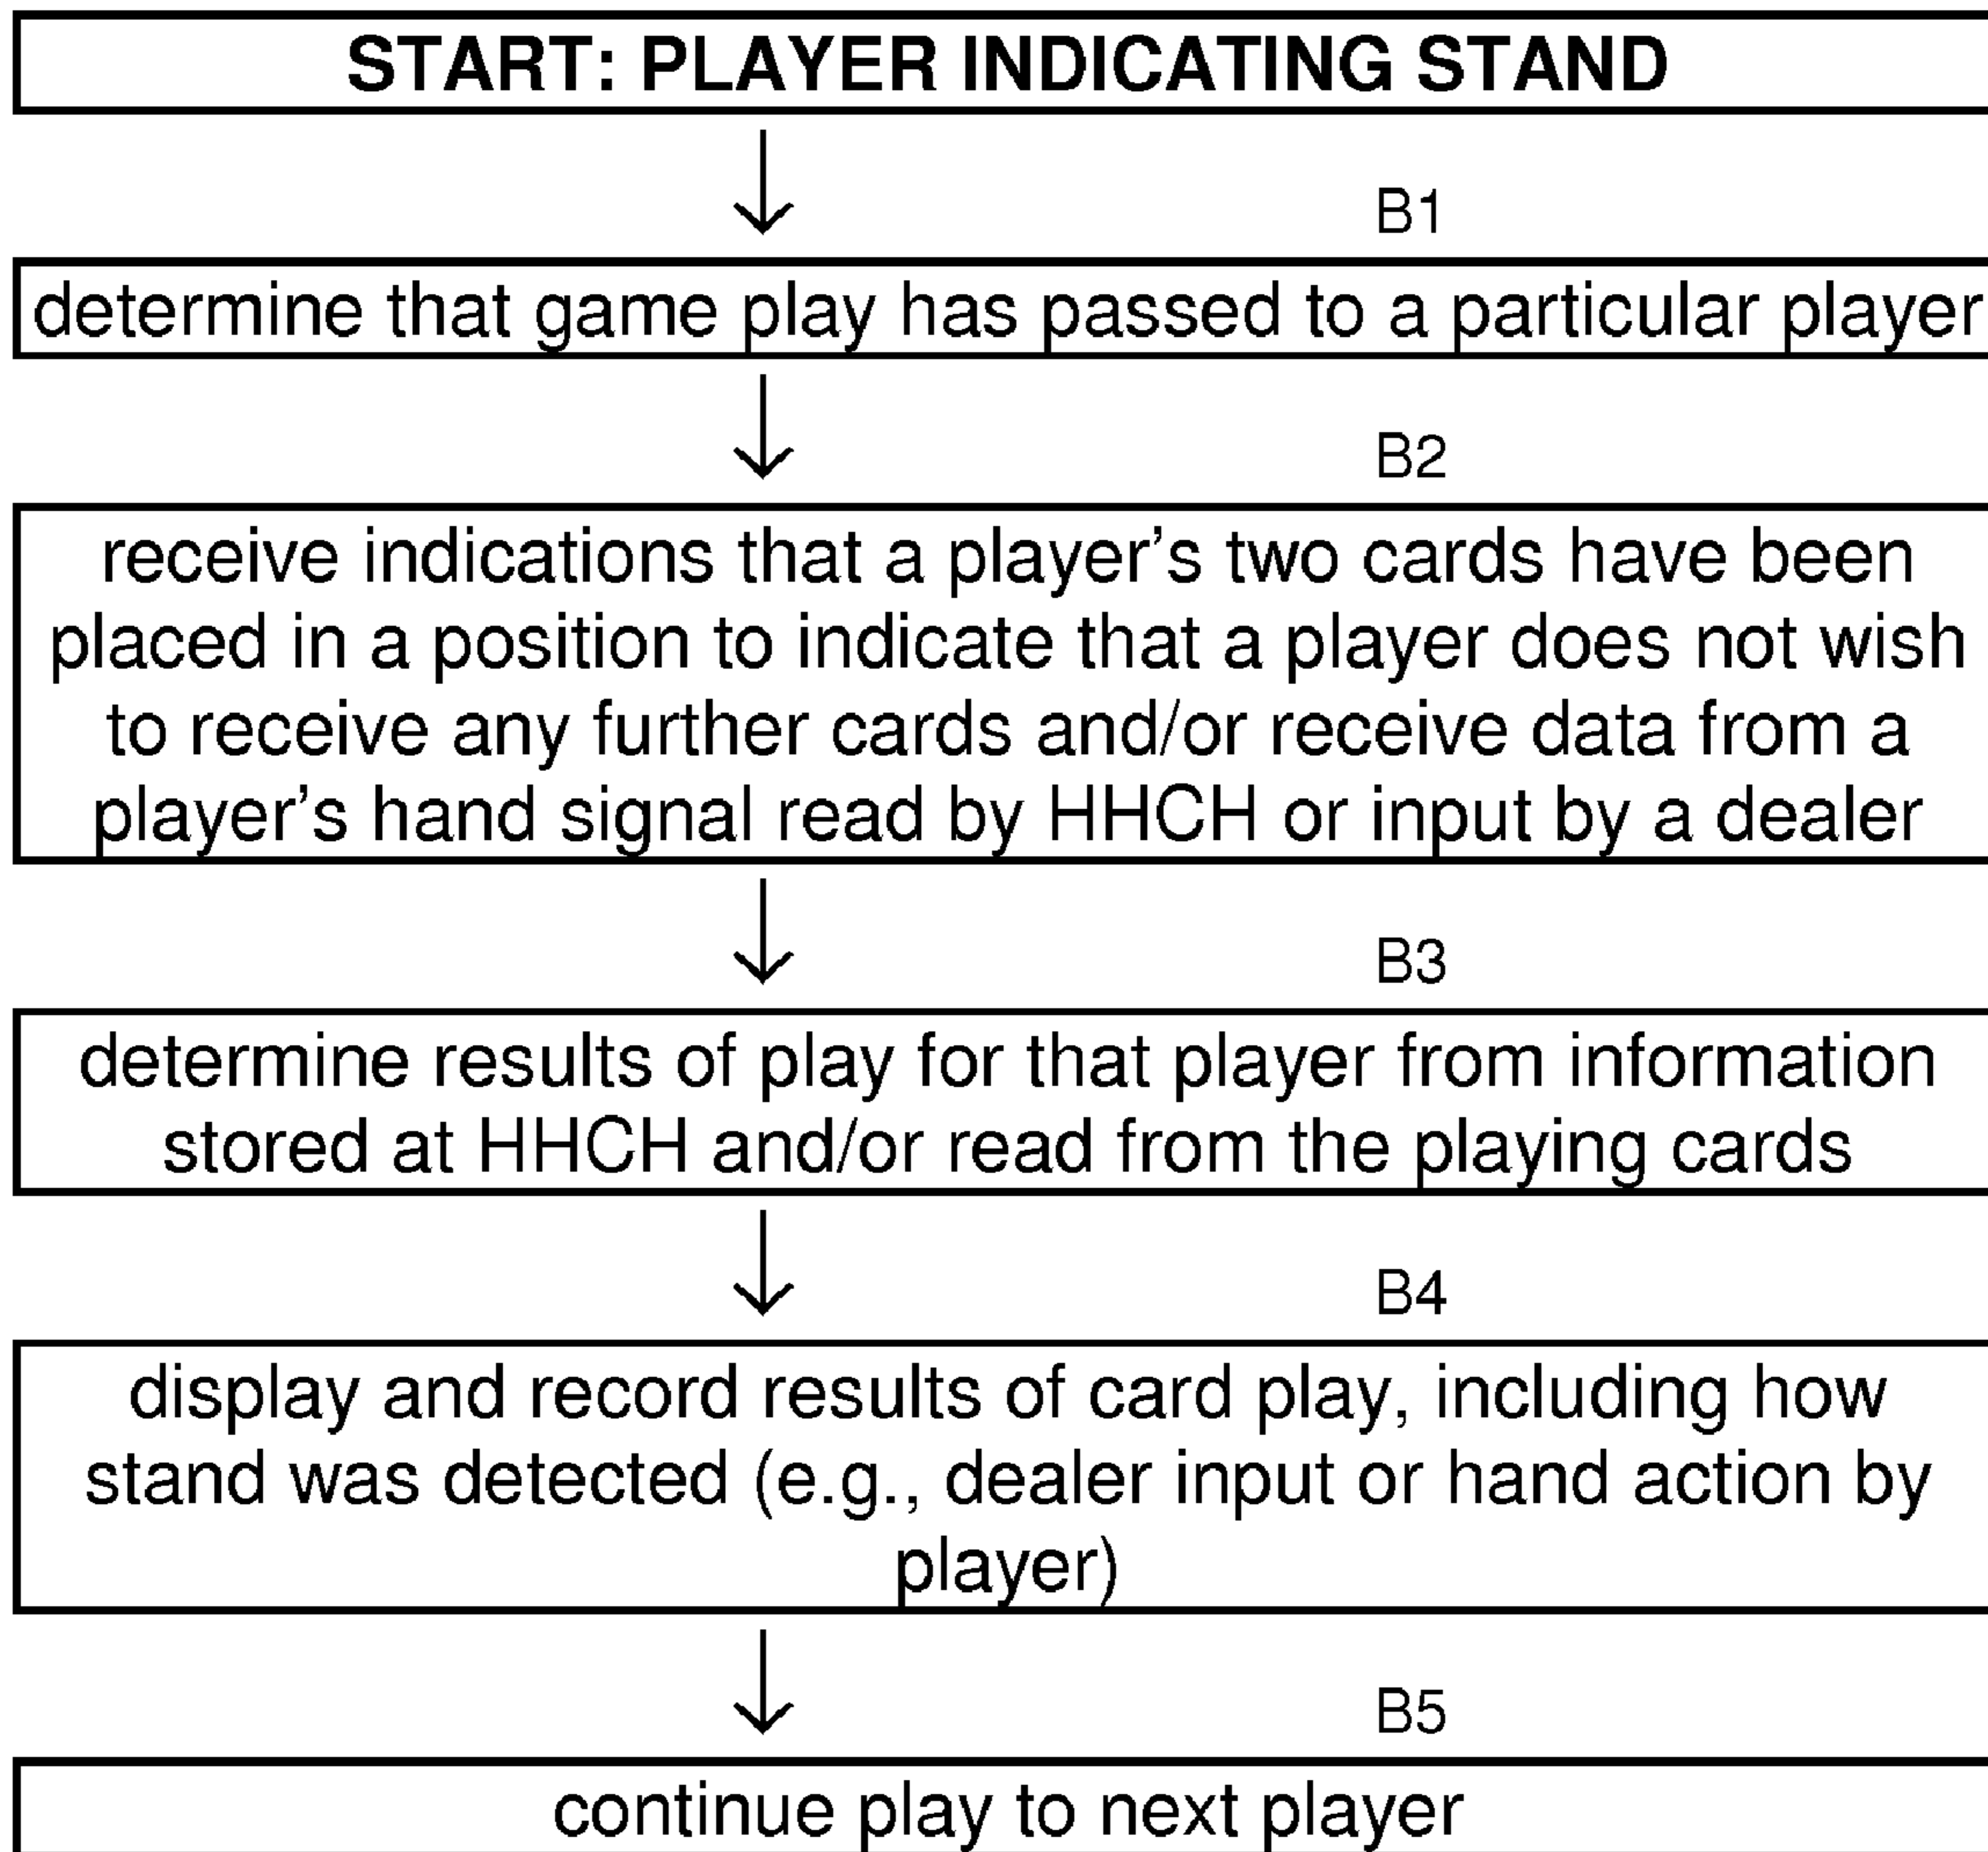 START: PLAYER INDICATING STAND
B1
determine that game play has passed to a particular player
B2
receive indications that a player's two cards have been
placed in a position to indicate that a player does not wish
to receive any further cards and/or receive data from a
player's hand signal read by HHCH or input by a dealer
B3
determine results of play for that player from information
stored at HHCH and/or read from the playing cards
B4
display and record results of card play, including how
stand was detected (e.g., dealer input or hand action by
player)
B5
continue play to next player